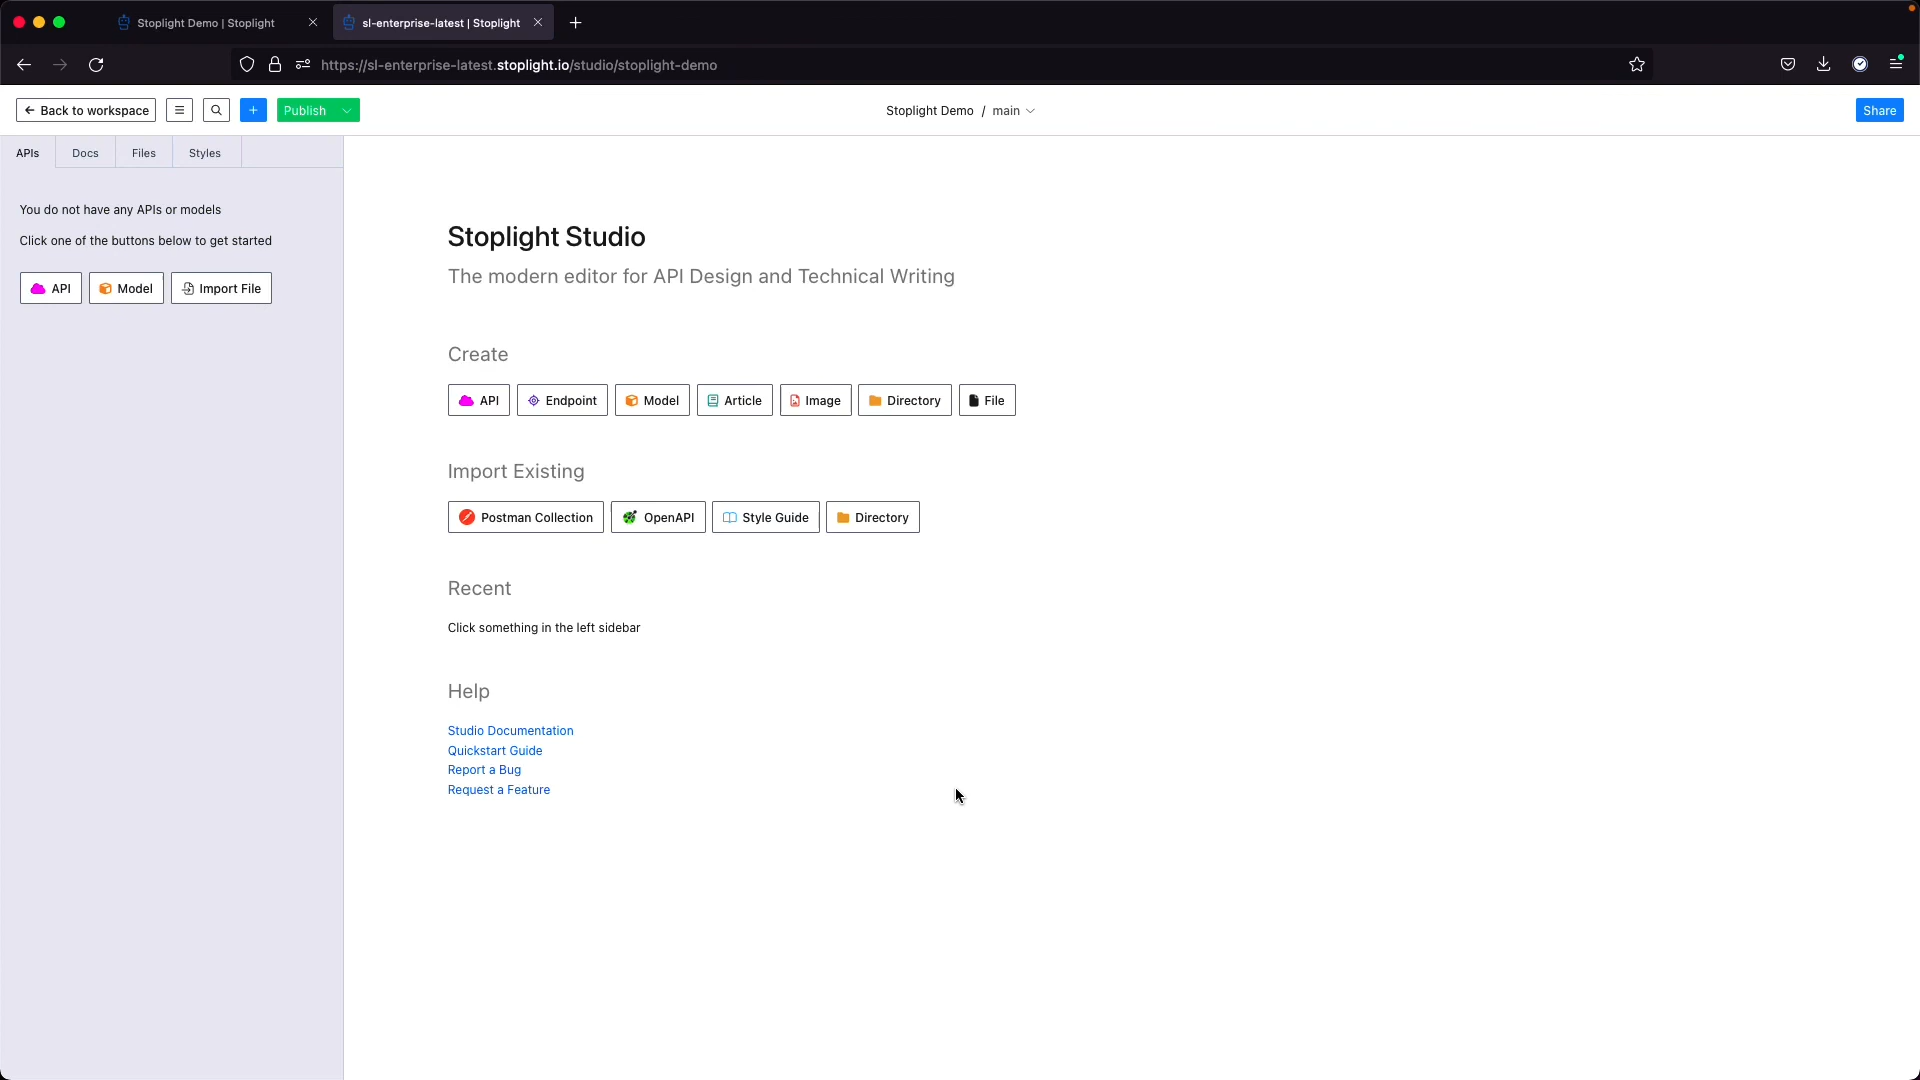 Stoplight Demo | Stoplight
sl-enterprise-latest | Stoplight
https://sl-enterprise-latest.stoplight.io/studio/stoplight-demo
Back to workspace
Publish
Stoplight Demo / main
Share
APIs Docs Files Styles
You do not have any APIs or models
Click one of the buttons below to get started
API Model Import File
Stoplight Studio
The modern editor for API Design and Technical Writing
Create
API Endpoint Model Article Image Directory File
Import Existing
Postman Collection OpenAPI Style Guide Directory
Recent
Click something in the left sidebar
Help
Studio Documentation
Quickstart Guide
Report a Bug
Request a Feature